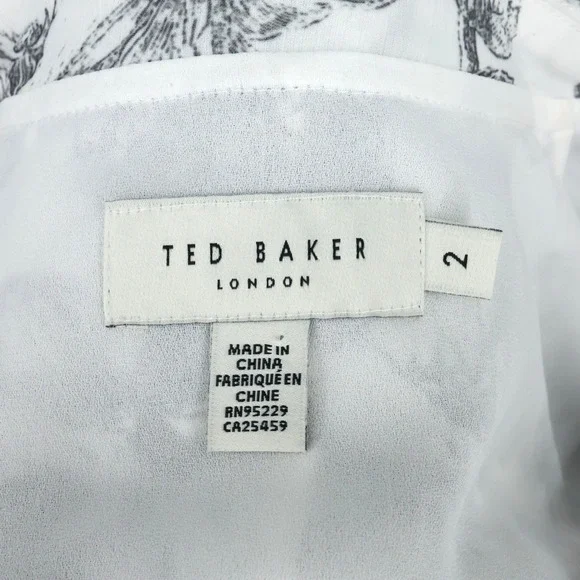 TED BAKER
LONDON
2
MADE IN
CHINA
FABRIQUÉ EN
CHINE
RN95229
CA25459